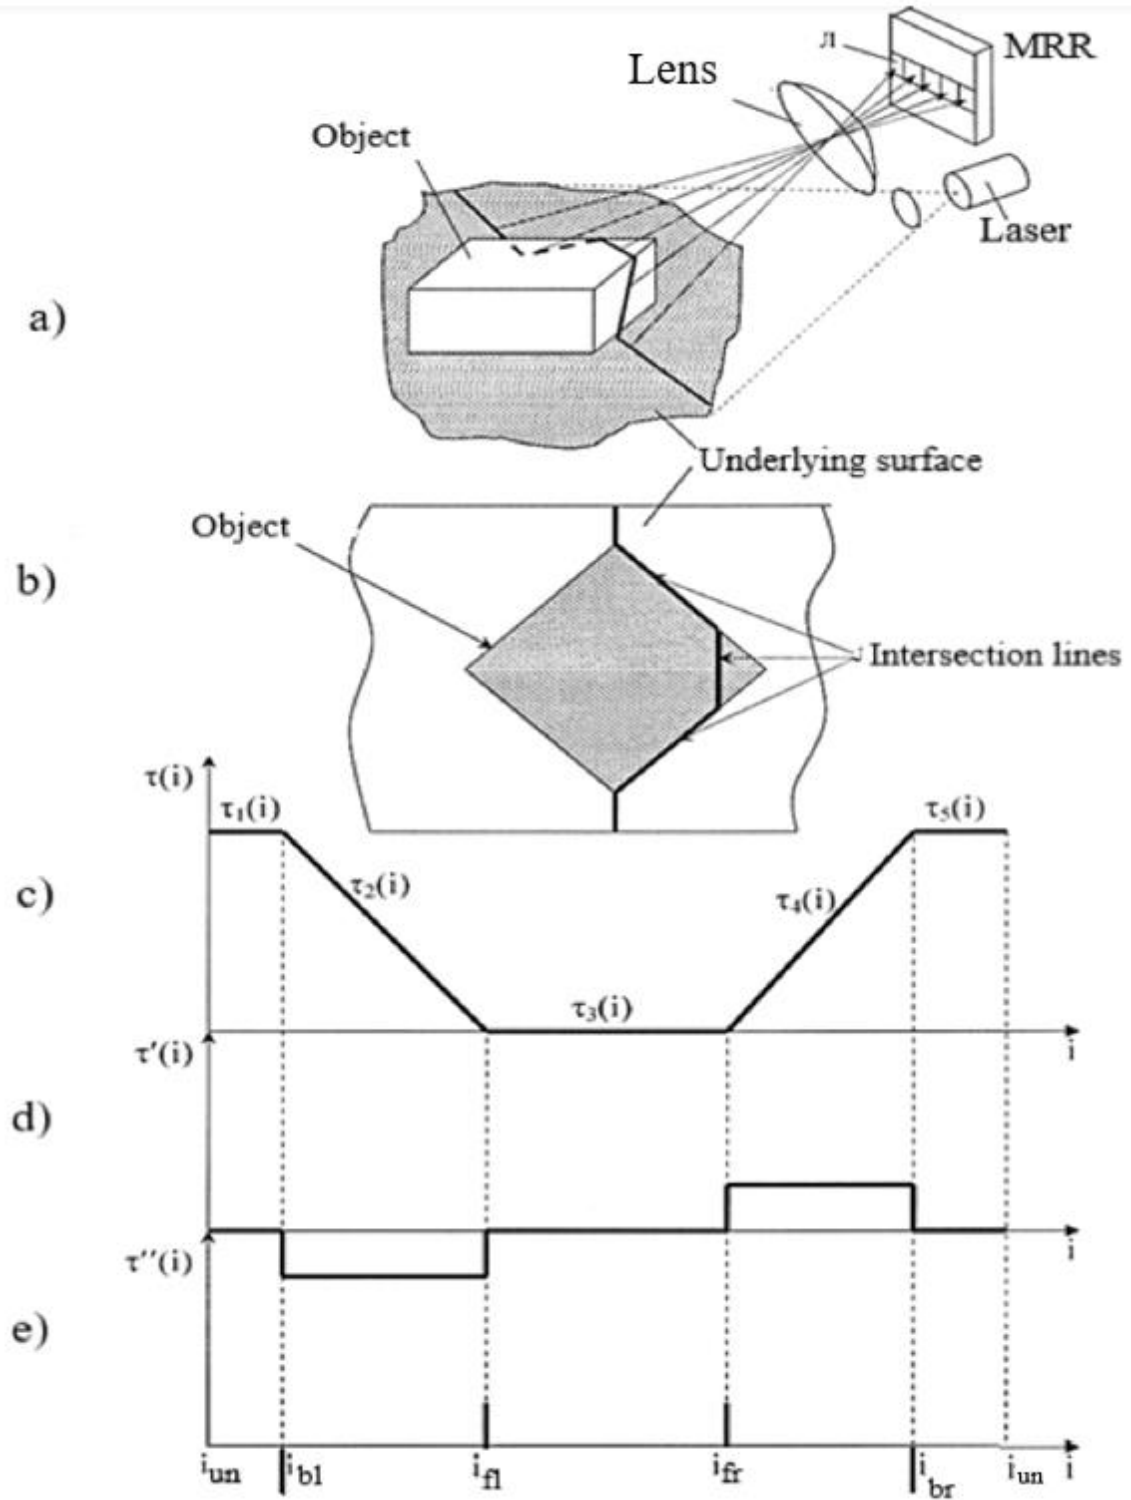 л
MRR
Lens
Object
Laser
a)
Underlying surface
Object
b)
Intersection lines
τ(i)
τ₁(i)
τ₅(i)
c)
τ₂(i)
τ₄(i)
τ₃(i)
τ'(i)
i
d)
τ''(i)
i
e)
i_un
i_bl
i_fl
i_fr
i_br
i_un
i